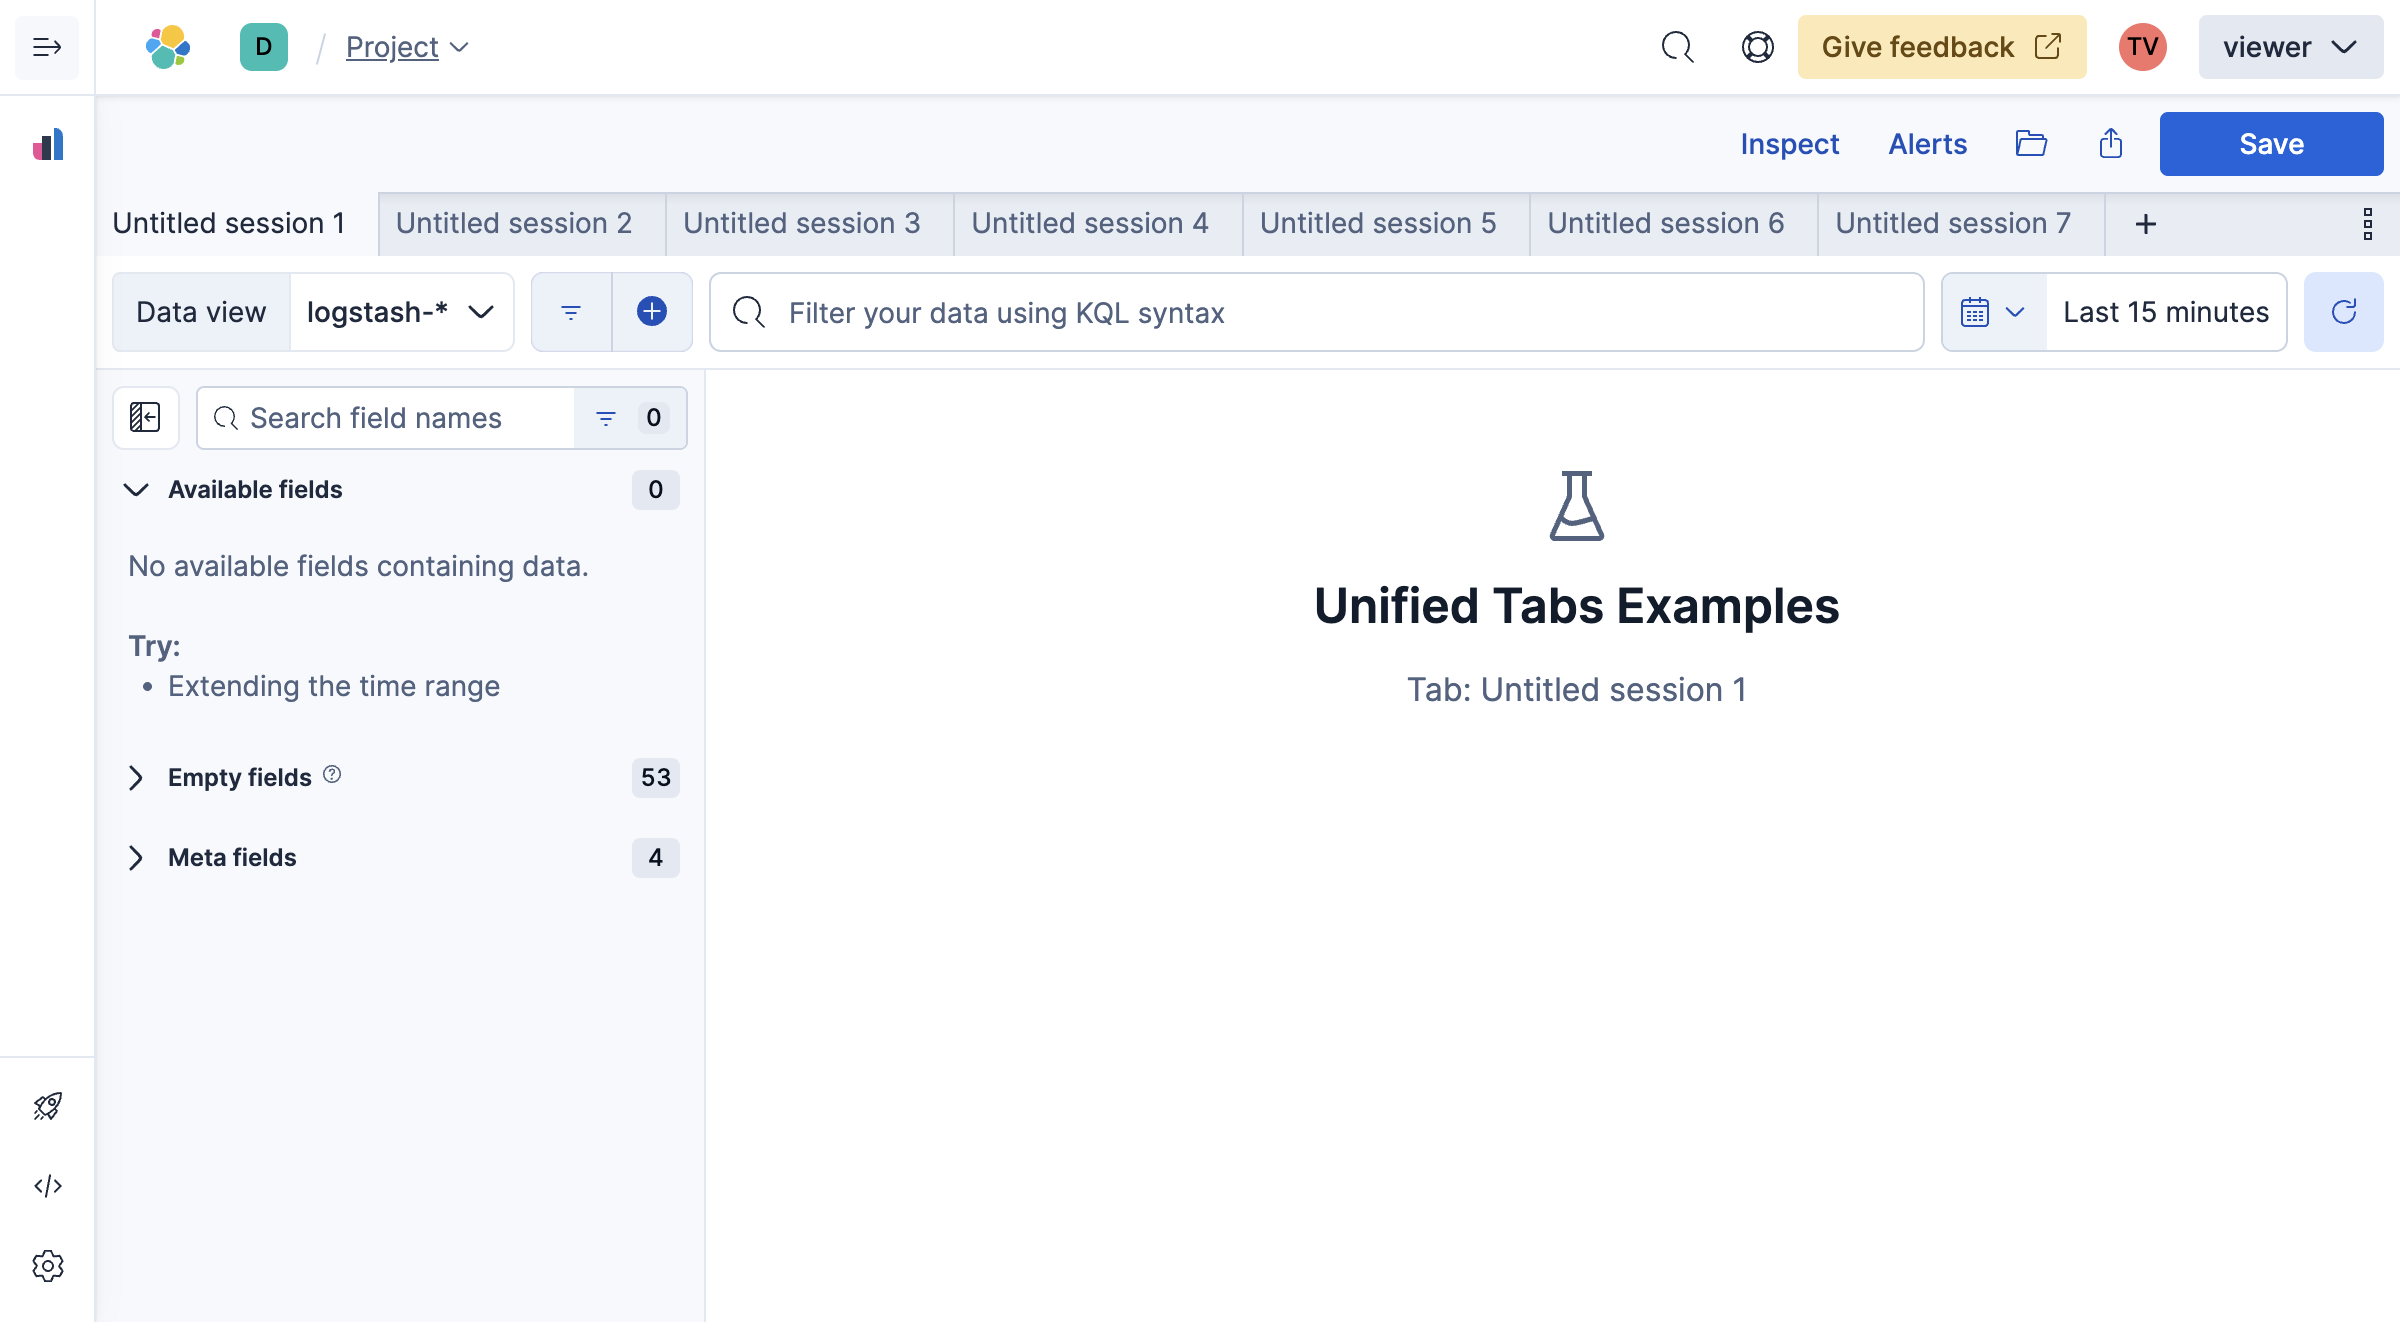 D / Project
Give feedback
TV
viewer
Inspect
Alerts
Save
Untitled session 1
Untitled session 2
Untitled session 3
Untitled session 4
Untitled session 5
Untitled session 6
Untitled session 7
Data view
logstash-*
Filter your data using KQL syntax
Last 15 minutes
Search field names
0
Available fields
0
No available fields containing data.
Try:
• Extending the time range
Empty fields
53
Meta fields
4
Unified Tabs Examples
Tab: Untitled session 1